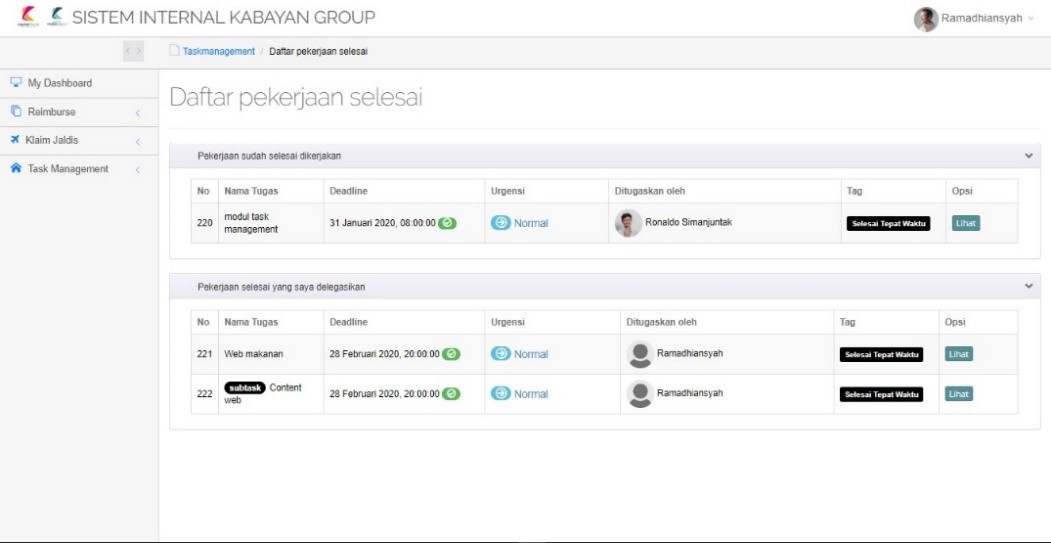 SISTEM INTERNAL KABAYAN GROUP
Ramadhiansyah
Taskmanagement / Daftar pekerjaan selesai
My Dashboard
Reimburse
Klaim Jaldis
Task Management
Daftar pekerjaan selesai
Pekerjaan sudah selesai dikerjakan
No Nama Tugas Deadline Urgensi Ditugaskan oleh Tag Opsi
220 modul task management 31 Januari 2020, 08:00:00 Normal Ronaldo Simanjuntak Selesai Tepat Waktu Lihat
Pekerjaan selesai yang saya delegasikan
No Nama Tugas Deadline Urgensi Ditugaskan oleh Tag Opsi
221 Web makanan 28 Februari 2020, 20:00:00 Normal Ramadhiansyah Selesai Tepat Waktu Lihat
222 subtask Content web 28 Februari 2020, 20:00:00 Normal Ramadhiansyah Selesai Tepat Waktu Lihat